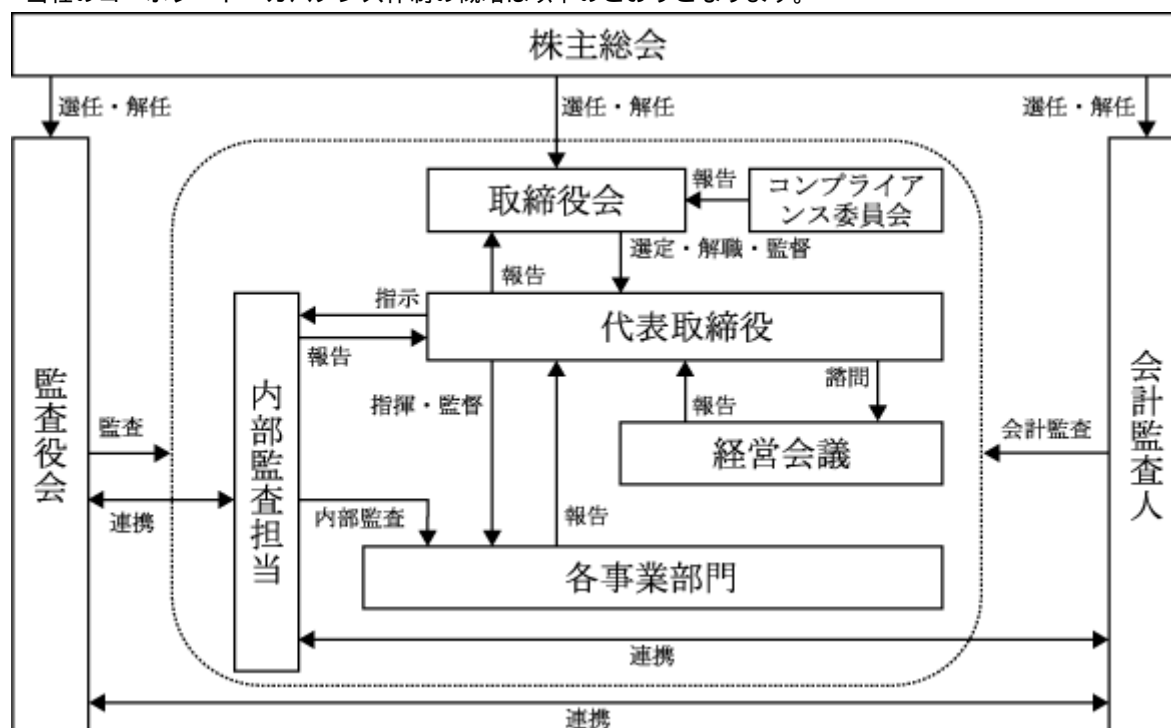 当社のコーポレート・ガバナンス体制の概略は以下のとおりとなります。
株主総会
選任・解任
選任・解任
選任・解任
取締役会
報告
コンプライアンス委員会
選定・解職・監督
報告
指示
代表取締役
報告
監査役会
内部監査担当
会計監査人
指揮・監督
報告
諮問
監査
経営会議
会計監査
連携
内部監査
報告
各事業部門
連携
連携